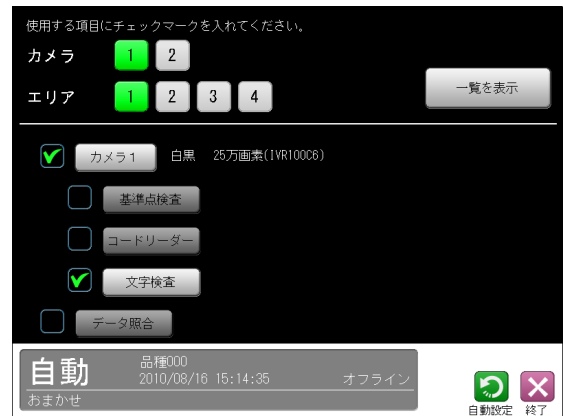 使用する項目にチェックマークを入れてください。
カメラ 1 2
エリア 1 2 3 4
一覧を表示
カメラ1 白黒 25万画素(IVR100C6)
基準点検査
コードリーダー
文字検査
データ照合
自動 品種000
2010/08/16 15:14:35 オフライン
おまかせ
自動設定 終了